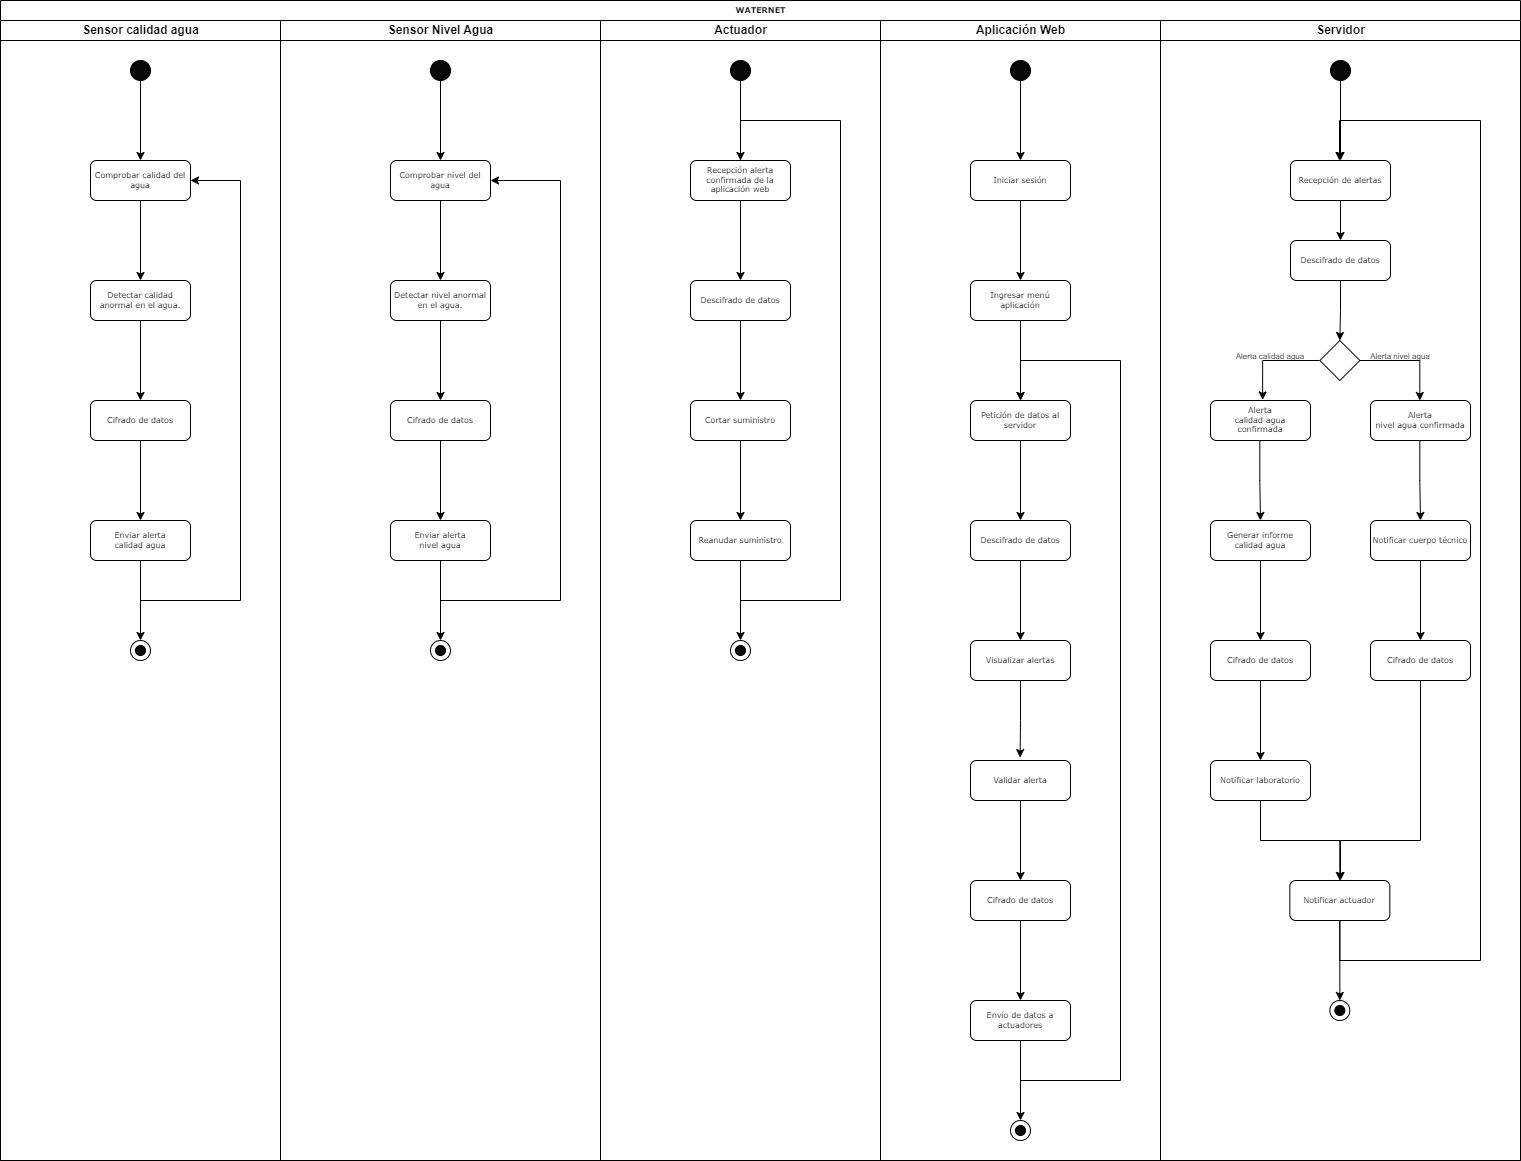 WATERNET
Sensor calidad agua
Comprobar calidad del
agua
Detectar calidad
anormal en el agua.
Cifrado de datos
Enviar alerta
calidad agua
Sensor Nivel Agua
Comprobar nivel del
agua
Detectar nivel anormal
en el agua.
Cifrado de datos
Enviar alerta
nivel agua
Actuador
Recepción alerta
confirmada de la
aplicación web
Descifrado de datos
Cortar suministro
Reanudar suministro
Aplicación Web
Iniciar sesión
Ingresar menú
aplicación
Petición de datos al
servidor
Descifrado de datos
Visualizar alertas
Validar alerta
Cifrado de datos
Envío de datos a
actuadores
Servidor
Recepción de alertas
Descifrado de datos
Alerta calidad agua
Alerta nivel agua
Alerta
calidad agua
confirmada
Alerta
nivel agua confirmada
Generar informe
calidad agua
Notificar cuerpo técnico
Cifrado de datos
Cifrado de datos
Notificar laboratorio
Notificar actuador